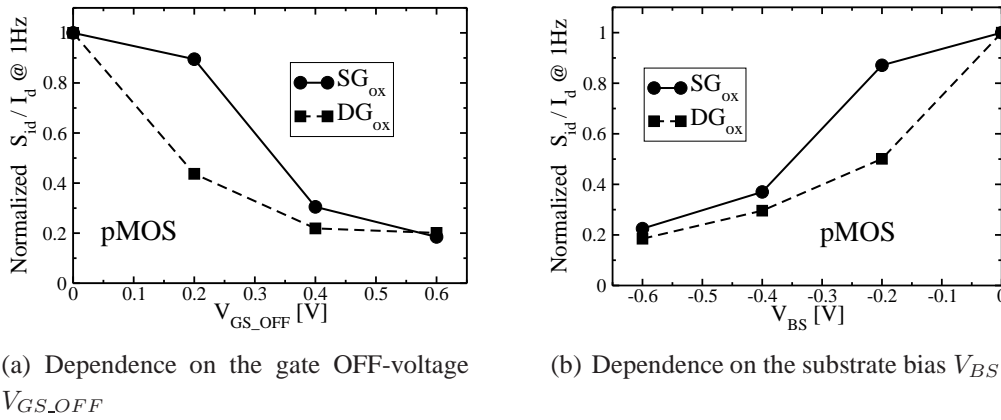 Normalized S_id / I_d @ 1Hz
1
0.8
0.6
0.4
0.2
0
SG_ox
DG_ox
pMOS
0 0.1 0.2 0.3 0.4 0.5 0.6
V_GS_OFF [V]
(a) Dependence on the gate OFF-voltage
V_GS_OFF
Normalized S_id / I_d @ 1Hz
1
0.8
0.6
0.4
0.2
0
SG_ox
DG_ox
pMOS
-0.6 -0.5 -0.4 -0.3 -0.2 -0.1 0
V_BS [V]
(b) Dependence on the substrate bias V_BS